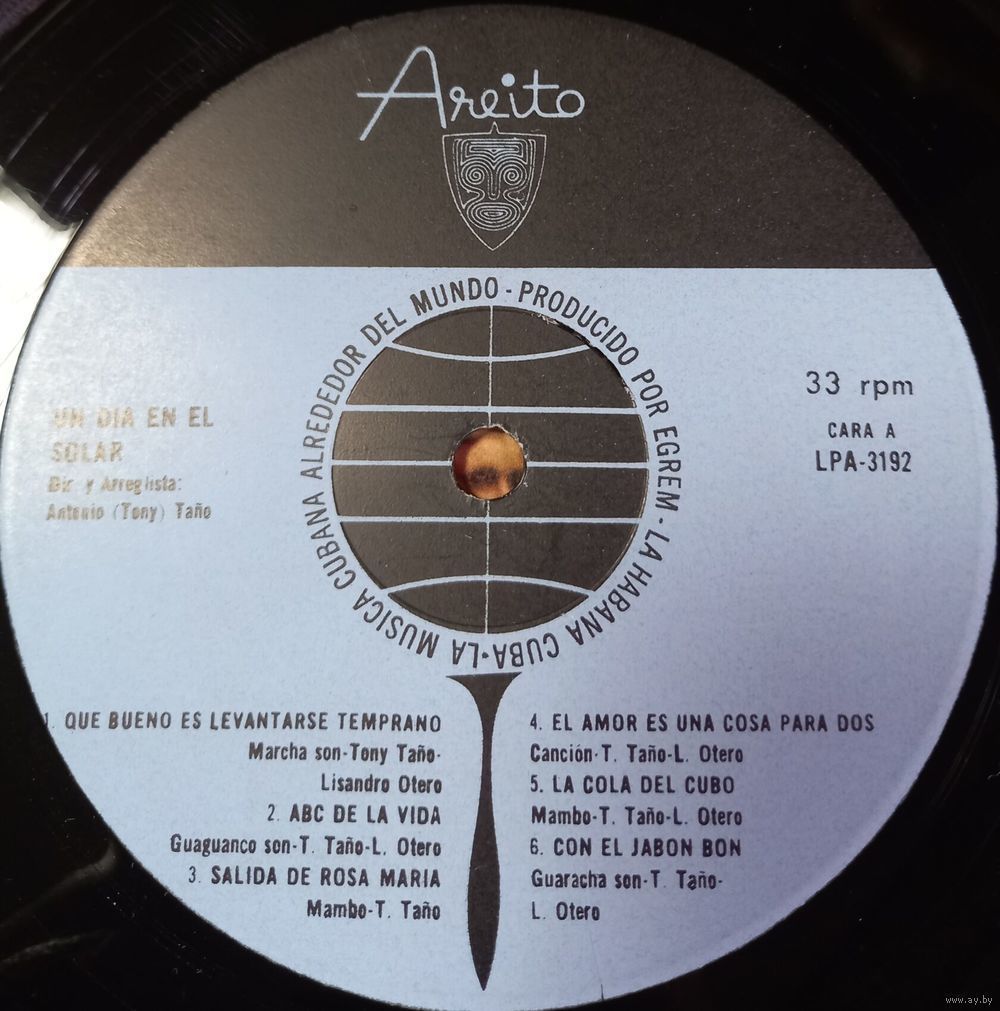 Areito
LA MUSICA CUBANA ALREDEDOR DEL MUNDO - PRODUCIDO POR EGREM - LA HABANA CUBA -
UN DIA EN EL
SOLAR
Dir. y Arreglista:
Antonio (Tony) Taño
33 rpm
CARA A
LPA-3192
1. QUE BUENO ES LEVANTARSE TEMPRANO
Marcha son-Tony Taño-
Lisandro Otero
2. ABC DE LA VIDA
Guaguanco son-T. Taño-L. Otero
3. SALIDA DE ROSA MARIA
Mambo-T. Taño
4. EL AMOR ES UNA COSA PARA DOS
Canción-T. Taño-L. Otero
5. LA COLA DEL CUBO
Mambo-T. Taño-L. Otero
6. CON EL JABON BON
Guaracha son-T. Taño-
L. Otero
www.ay.by